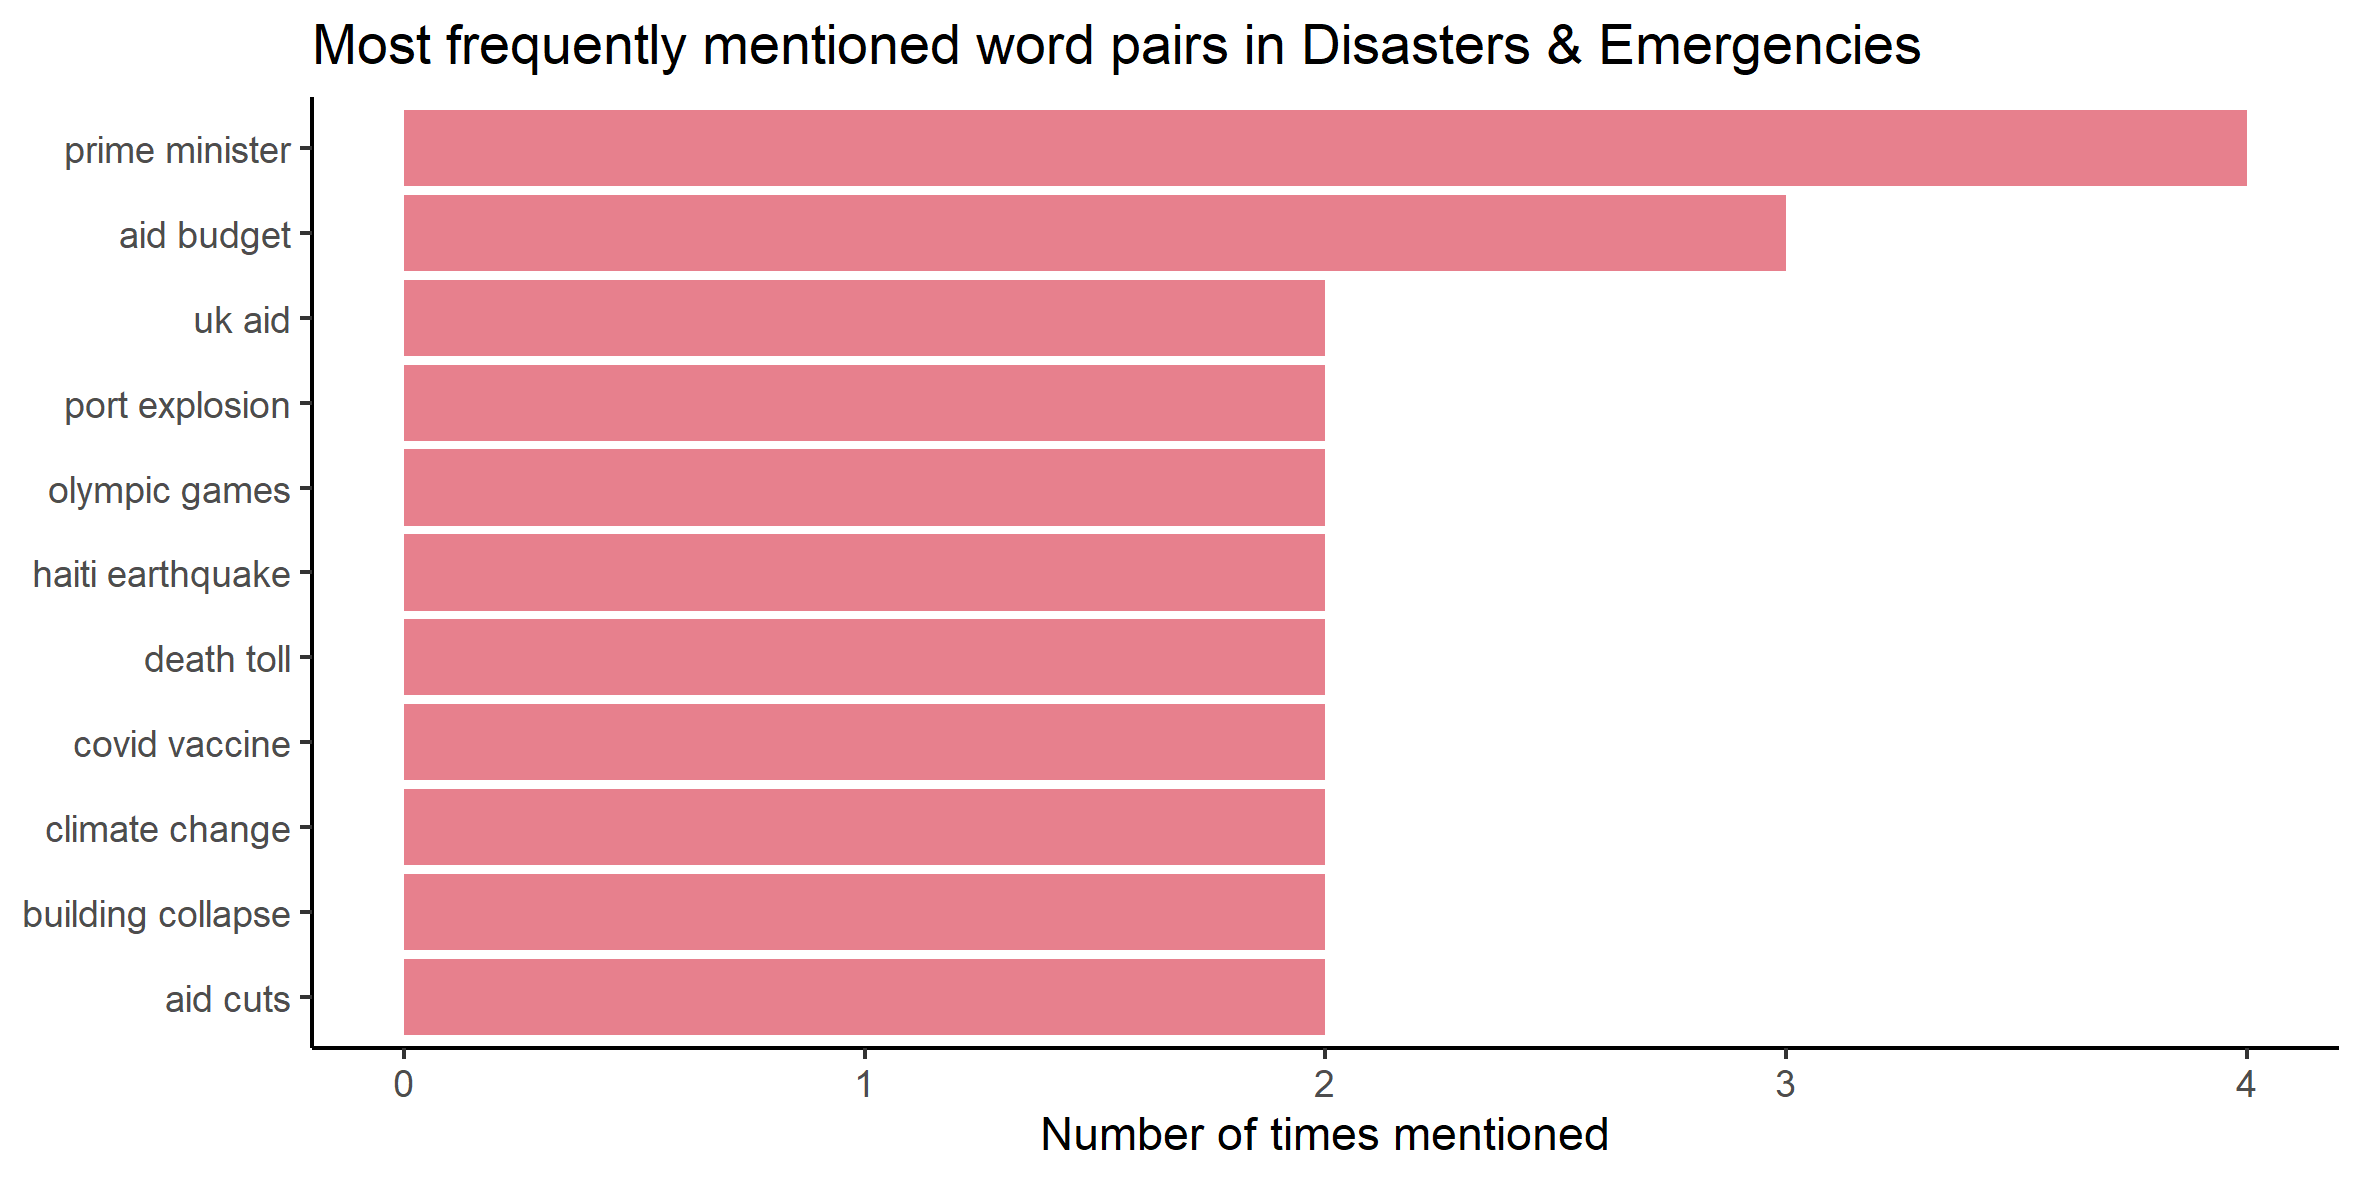 Most frequently mentioned word pairs in Disasters & Emergencies
prime minister
aid budget
uk aid
port explosion
olympic games
haiti earthquake
death toll
covid vaccine
climate change
building collapse
aid cuts
0 1 2 3 4
Number of times mentioned